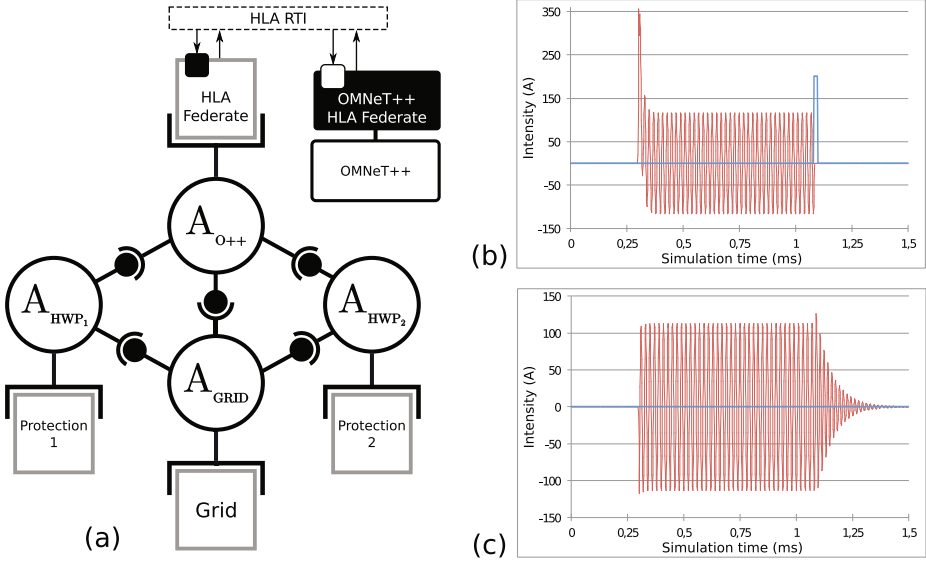 HLA RTI
HLA
Federate
OMNeT++
HLA Federate
OMNeT++
A O++
A HWP1
A HWP2
A GRID
Protection
1
Protection
2
Grid
(a)
350
250
150
50
-50
-150
Intensity (A)
0 0,25 0,5 0,75 1 1,25 1,5
Simulation time (ms)
(b)
150
100
50
0
-50
-100
-150
Intensity (A)
0 0,25 0,5 0,75 1 1,25 1,5
Simulation time (ms)
(c)